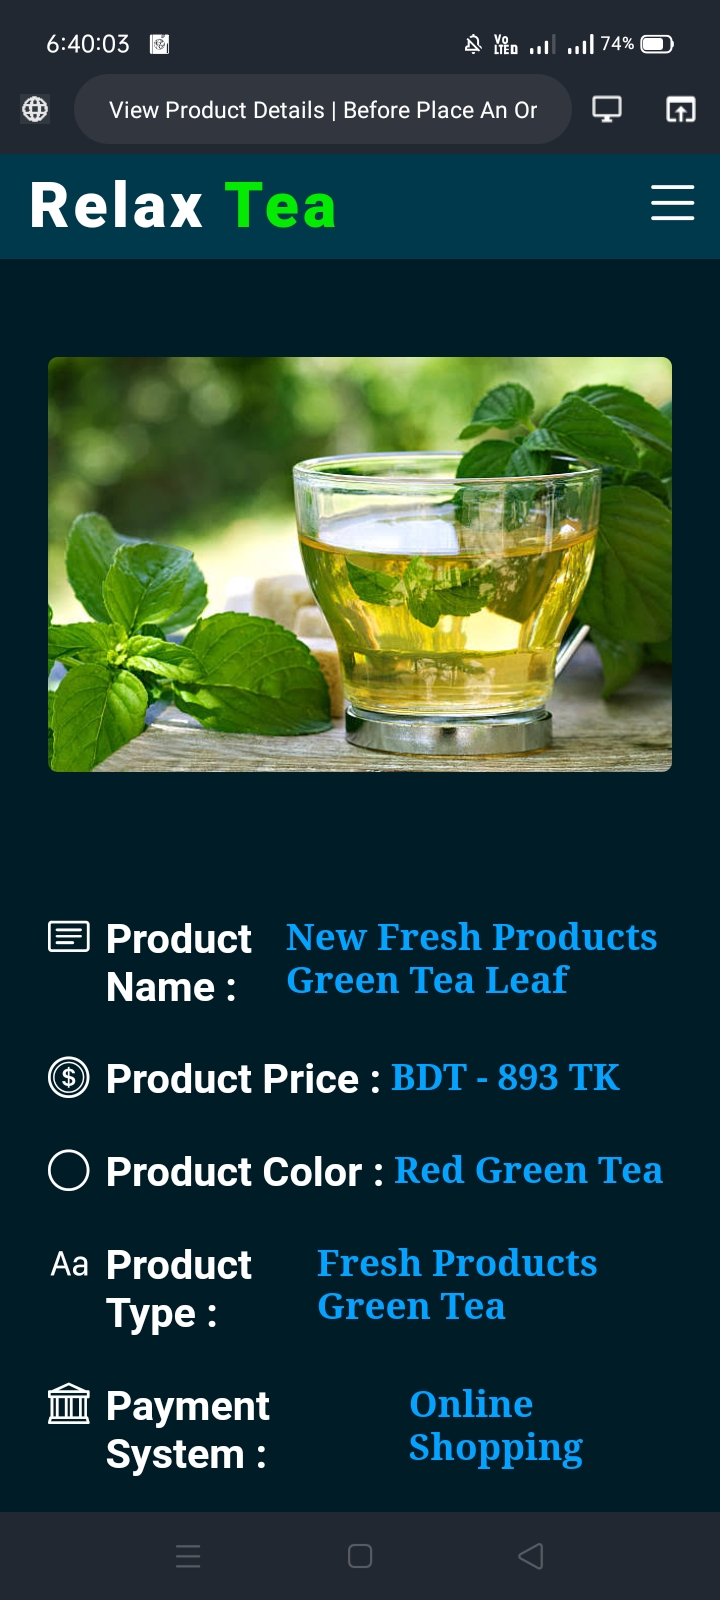 6:40:03
Vo LTE D 74%
View Product Details | Before Place An Or
Relax Tea
Product Name :
New Fresh Products
Green Tea Leaf
$
Product Price : BDT - 893 TK
Product Color : Red Green Tea
Aa
Product Type :
Fresh Products
Green Tea
Payment System :
Online
Shopping